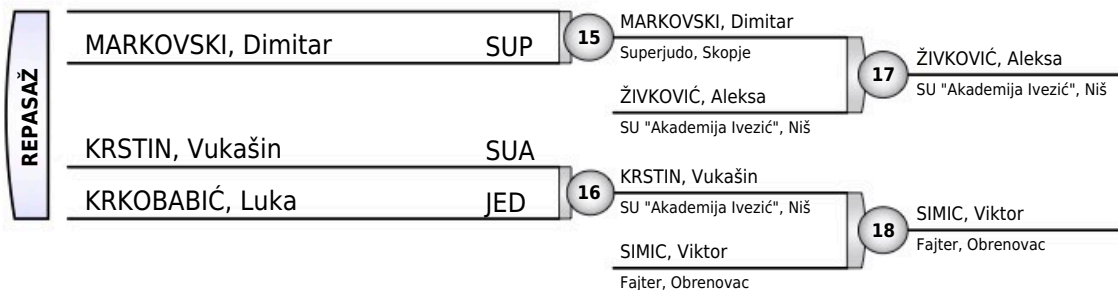 REPASAŽ
MARKOVSKI, Dimitar SUP
15
MARKOVSKI, Dimitar
Superjudo, Skopje
ŽIVKOVIĆ, Aleksa
SU "Akademija Ivezić", Niš
17
ŽIVKOVIĆ, Aleksa
SU "Akademija Ivezić", Niš
KRSTIN, Vukašin SUA
KRKOBABIĆ, Luka JED
16
KRSTIN, Vukašin
SU "Akademija Ivezić", Niš
SIMIC, Viktor
Fajter, Obrenovac
18
SIMIC, Viktor
Fajter, Obrenovac